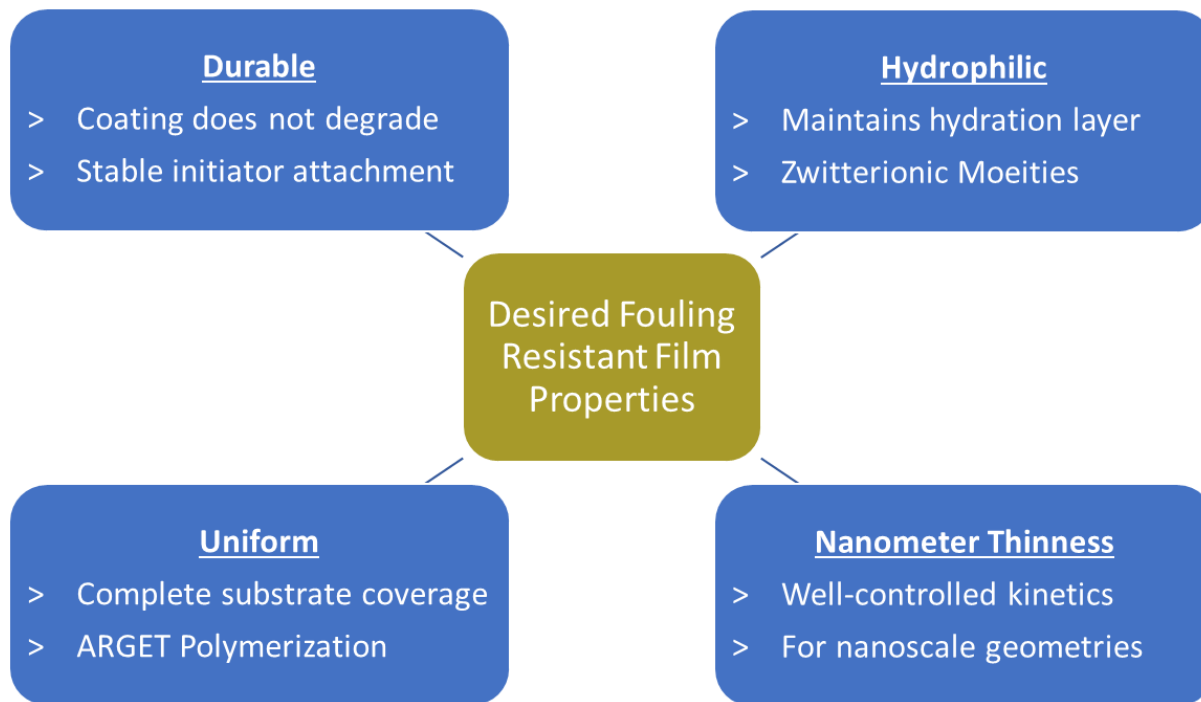 Durable
> Coating does not degrade
> Stable initiator attachment
Hydrophilic
> Maintains hydration layer
> Zwitterionic Moeities
Desired Fouling
Resistant Film
Properties
Uniform
> Complete substrate coverage
> ARGET Polymerization
Nanometer Thinness
> Well-controlled kinetics
> For nanoscale geometries